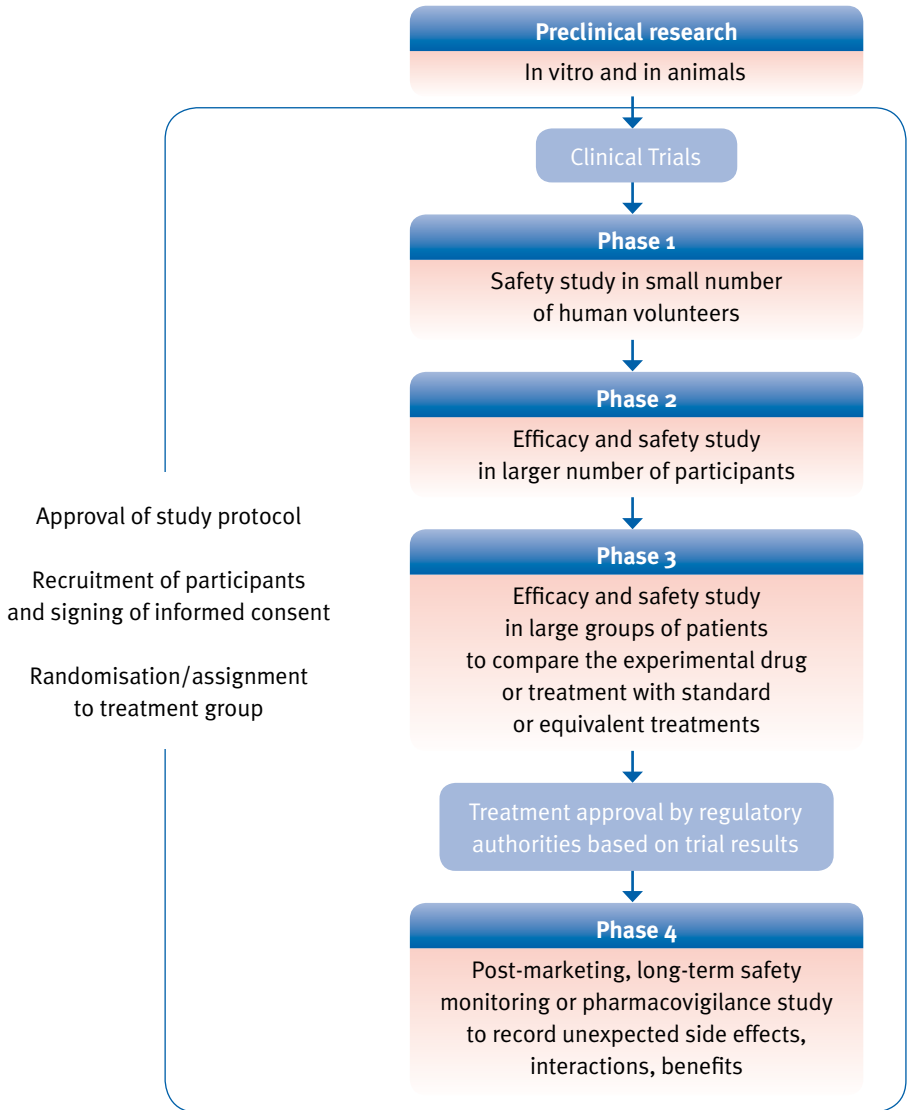 Preclinical research
In vitro and in animals
Clinical Trials
Phase 1
Safety study in small number
of human volunteers
Phase 2
Efficacy and safety study
in larger number of participants
Approval of study protocol
Recruitment of participants
and signing of informed consent
Randomisation/assignment
to treatment group
Phase 3
Efficacy and safety study
in large groups of patients
to compare the experimental drug
or treatment with standard
or equivalent treatments
Treatment approval by regulatory
authorities based on trial results
Phase 4
Post-marketing, long-term safety
monitoring or pharmacovigilance study
to record unexpected side effects,
interactions, benefits